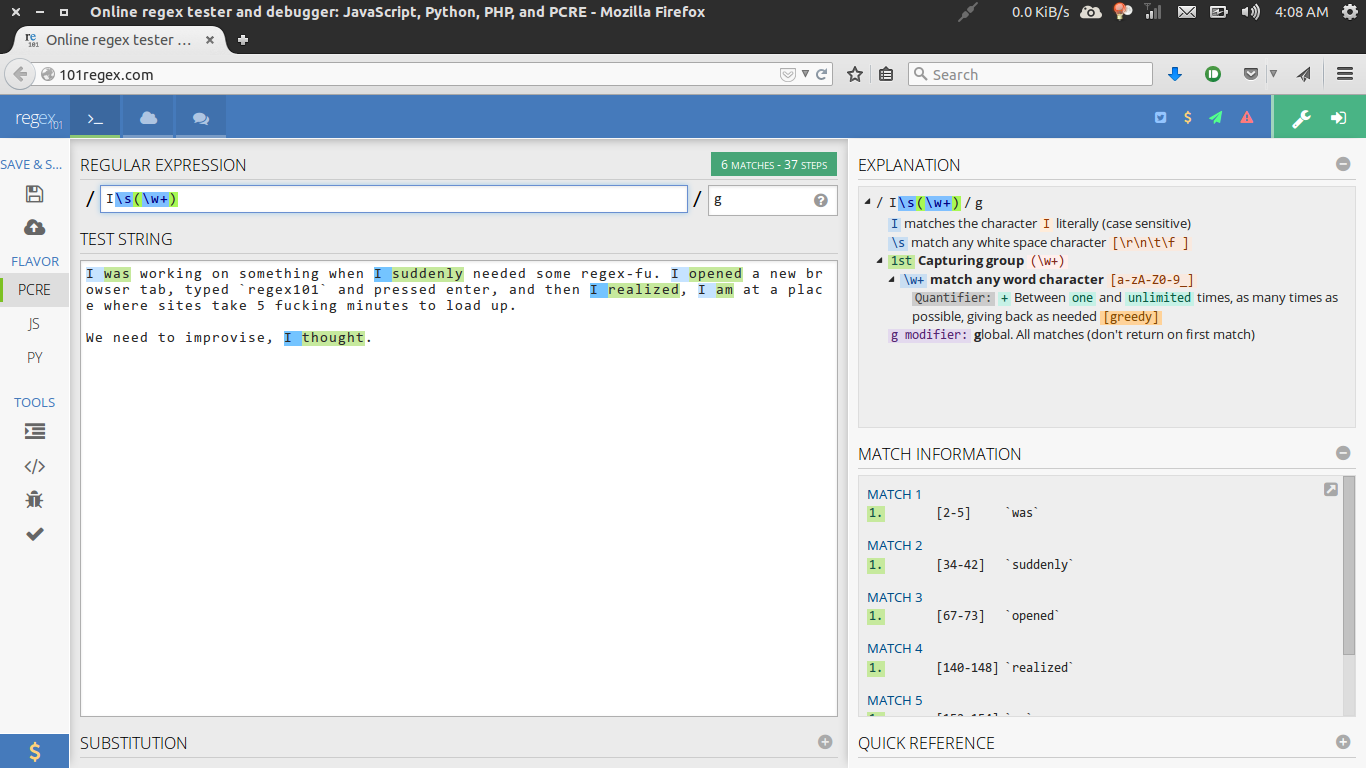 Online regex tester and debugger: JavaScript, Python, PHP, and PCRE - Mozilla Firefox
0.0 KiB/s
4:08 AM
re 101 Online regex tester ...
101regex.com
Search
regex 101
>_
$
SAVE & S...
FLAVOR
PCRE
JS
PY
TOOLS
$
REGULAR EXPRESSION
6 MATCHES - 37 STEPS
/ I\s(\w+) / g
TEST STRING
I was working on something when I suddenly needed some regex-fu. I opened a new br
owser tab, typed `regex101` and pressed enter, and then I realized, I am at a plac
e where sites take 5 fucking minutes to load up.
We need to improvise, I thought.
SUBSTITUTION
EXPLANATION
/ I\s(\w+) / g
I matches the character I literally (case sensitive)
\s match any white space character [\r\n\t\f ]
1st Capturing group (\w+)
\w+ match any word character [a-zA-Z0-9_]
Quantifier: + Between one and unlimited times, as many times as
possible, giving back as needed [greedy]
g modifier: global. All matches (don't return on first match)
MATCH INFORMATION
MATCH 1
1. [2-5] `was`
MATCH 2
1. [34-42] `suddenly`
MATCH 3
1. [67-73] `opened`
MATCH 4
1. [140-148] `realized`
MATCH 5
QUICK REFERENCE